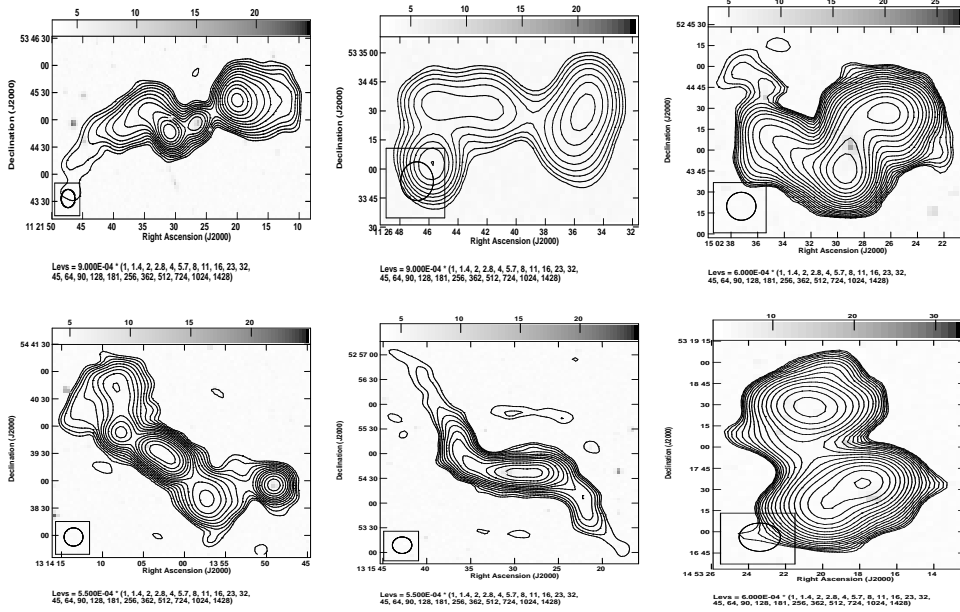 5 10 15 20
53 46 30
00
45 30
00
44 30
00
43 30
Declination (J2000)
11 21 50 45 40 35 30 25 20 15 10
Right Ascension (J2000)
Levs = 9.000E-04 * (1, 1.4, 2, 2.8, 4, 5.7, 8, 11, 16, 23, 32,
45, 64, 90, 128, 181, 256, 362, 512, 724, 1024, 1428)
5 10 15 20
53 35 00
34 45
30
15
00
33 45
30
Declination (J2000)
11 26 48 46 44 42 40 38 36 34 32
Right Ascension (J2000)
Levs = 9.000E-04 * (1, 1.4, 2, 2.8, 4, 5.7, 8, 11, 16, 23, 32,
45, 64, 90, 128, 181, 256, 362, 512, 724, 1024, 1428)
5 10 15 20 25
52 45 30
15
00
44 45
30
15
00
43 45
30
15
00
Declination (J2000)
15 02 38 36 34 32 30 28 26 24 22
Right Ascension (J2000)
Levs = 6.000E-04 * (1, 1.4, 2, 2.8, 4, 5.7, 8, 11, 16, 23, 32,
45, 64, 90, 128, 181, 256, 362, 512, 724, 1024, 1428)
5 10 15 20
54 41 30
00
40 30
00
39 30
00
38 30
00
Declination (J2000)
13 14 15 10 05 00 13 55 50 45
Right Ascension (J2000)
Levs = 5.500E-04 * (1, 1.4, 2, 2.8, 4, 5.7, 8, 11, 16, 23, 32,
45, 64, 90, 128, 181, 256, 362, 512, 724, 1024, 1428)
5 10 15
52 57 00
56 30
00
55 30
00
54 30
00
53 30
00
Declination (J2000)
13 15 45 40 35 30 25 20
Right Ascension (J2000)
Levs = 5.500E-04 * (1, 1.4, 2, 2.8, 4, 5.7, 8, 11, 16, 23, 32,
45, 64, 90, 128, 181, 256, 362, 512, 724, 1024, 1428)
10 20 30
53 19 15
00
18 45
30
15
00
17 45
30
15
00
16 45
Declination (J2000)
14 53 26 24 22 20 18 16 14
Right Ascension (J2000)
Levs = 6.000E-04 * (1, 1.4, 2, 2.8, 4, 5.7, 8, 11, 16, 23, 32,
45, 64, 90, 128, 181, 256, 362, 512, 724, 1024, 1428)